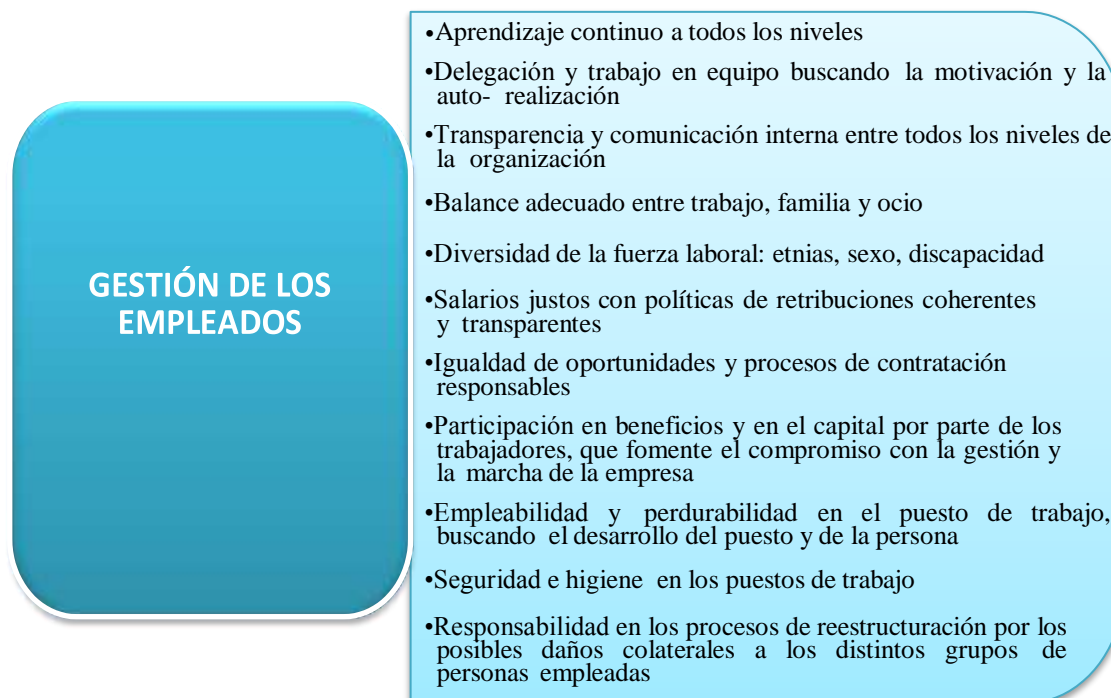 GESTIÓN DE LOS
EMPLEADOS
•Aprendizaje continuo a todos los niveles
•Delegación y trabajo en equipo buscando la motivación y la
auto- realización
•Transparencia y comunicación interna entre todos los niveles de
la organización
•Balance adecuado entre trabajo, familia y ocio
•Diversidad de la fuerza laboral: etnias, sexo, discapacidad
•Salarios justos con políticas de retribuciones coherentes
y transparentes
•Igualdad de oportunidades y procesos de contratación
responsables
•Participación en beneficios y en el capital por parte de los
trabajadores, que fomente el compromiso con la gestión y
la marcha de la empresa
•Empleabilidad y perdurabilidad en el puesto de trabajo,
buscando el desarrollo del puesto y de la persona
•Seguridad e higiene en los puestos de trabajo
•Responsabilidad en los procesos de reestructuración por los
posibles daños colaterales a los distintos grupos de
personas empleadas